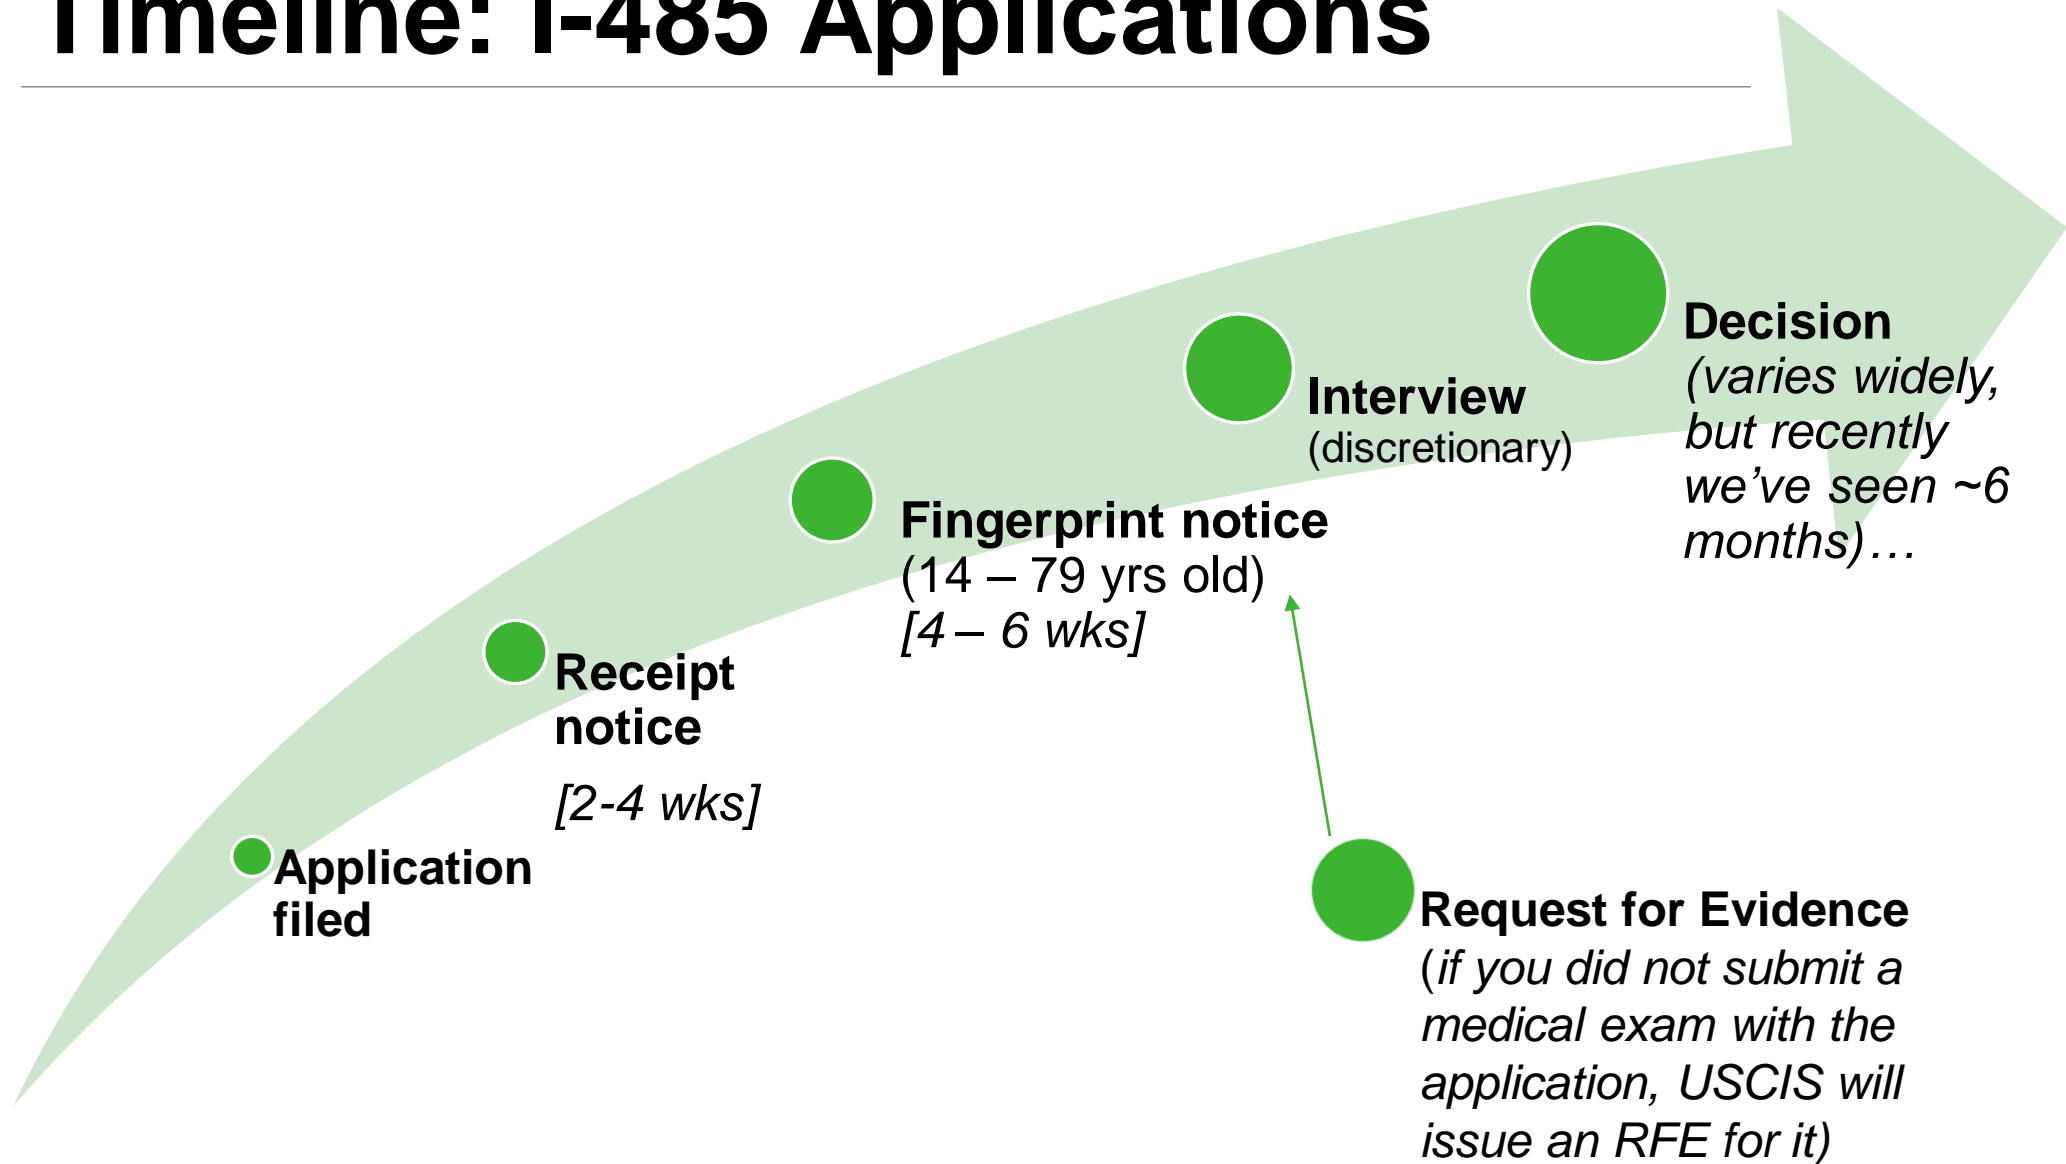 Timeline: I-485 Applications
Application
filed
Receipt
notice
[2-4 wks]
Fingerprint notice
(14 – 79 yrs old)
[4 – 6 wks]
Interview
(discretionary)
Decision
(varies widely,
but recently
we’ve seen ~6
months)…
Request for Evidence
(if you did not submit a
medical exam with the
application, USCIS will
issue an RFE for it)